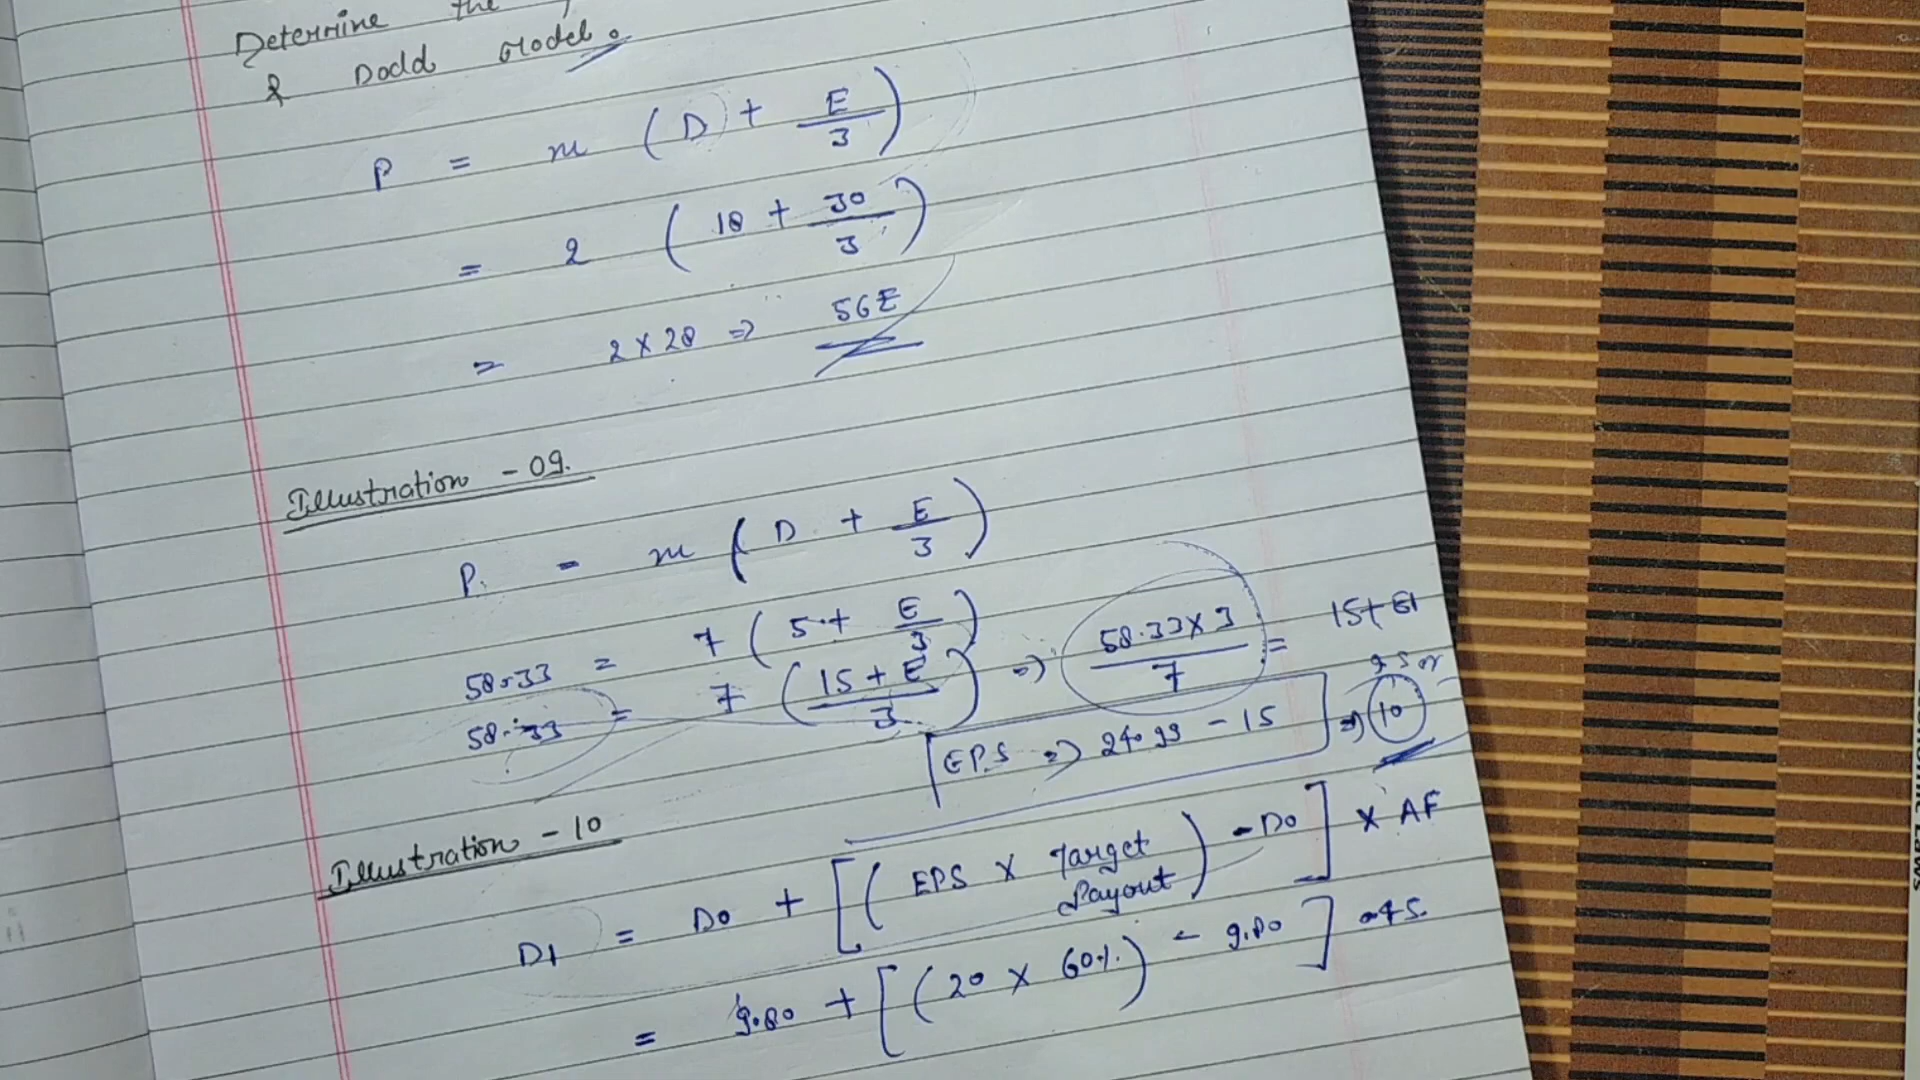 Determine the
& Dodd Model.
P = m (D + E/3)
= 2 (18 + 30/3)
= 2 × 28 => 56
Illustration - 09.
P. = m (D + E/3)
58.33 = 7 (5 + E/3)
58.33 = 7 (15 + E/3) => 58.33×3/7 = 15+E
EPS => 24.99 - 15 => 10
Illustration - 10
D1 = D0 + [(EPS × Target Payout) - D0] × AF
= 9.80 + [(20 × 60%) - 9.80] .45